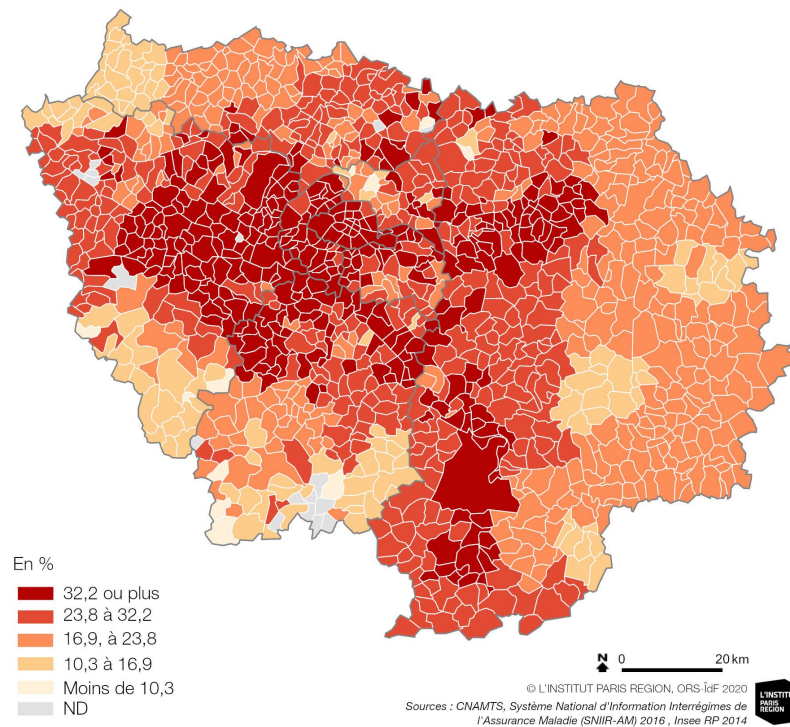 En %
32,2 ou plus
23,8 à 32,2
16,9, à 23,8
10,3 à 16,9
Moins de 10,3
ND
N 0 20 km
© L'INSTITUT PARIS REGION, ORS-ÎdF 2020
Sources : CNAMTS, Système National d'Information Interrégimes de
l'Assurance Maladie (SNIIR-AM) 2016 , Insee RP 2014
L'INSTITUT
PARIS
REGION